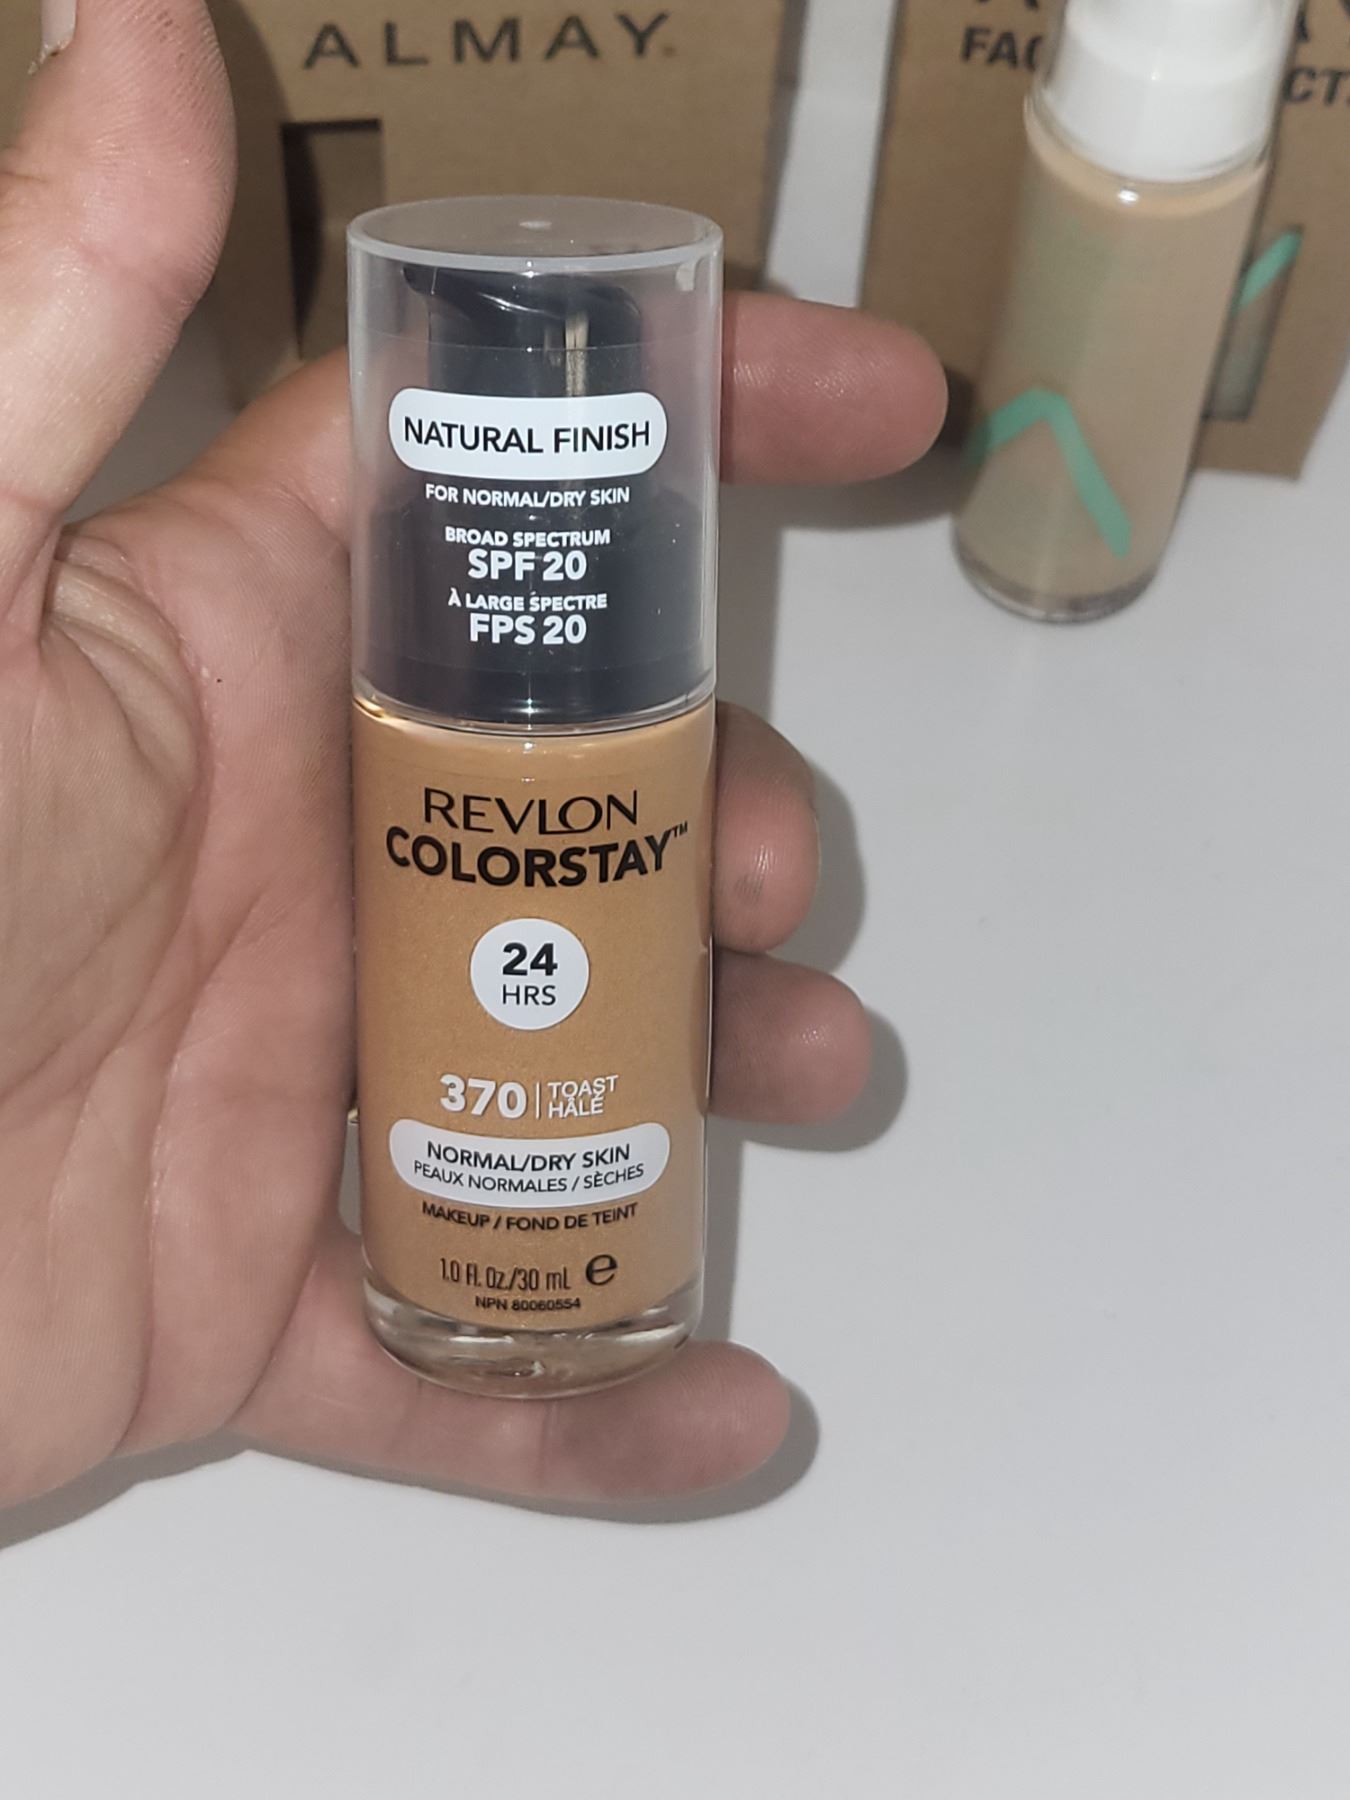 ALMAY
NATURAL FINISH
FOR NORMAL/DRY SKIN
BROAD SPECTRUM
SPF 20
À LARGE SPECTRE
FPS 20
REVLON
COLORSTAY™
24
HRS
370 | TOAST
HÂLÉ
NORMAL/DRY SKIN
PEAUX NORMALES / SÈCHES
MAKEUP / FOND DE TEINT
1.0 Fl. Oz./30 mL e
NPN 80060554